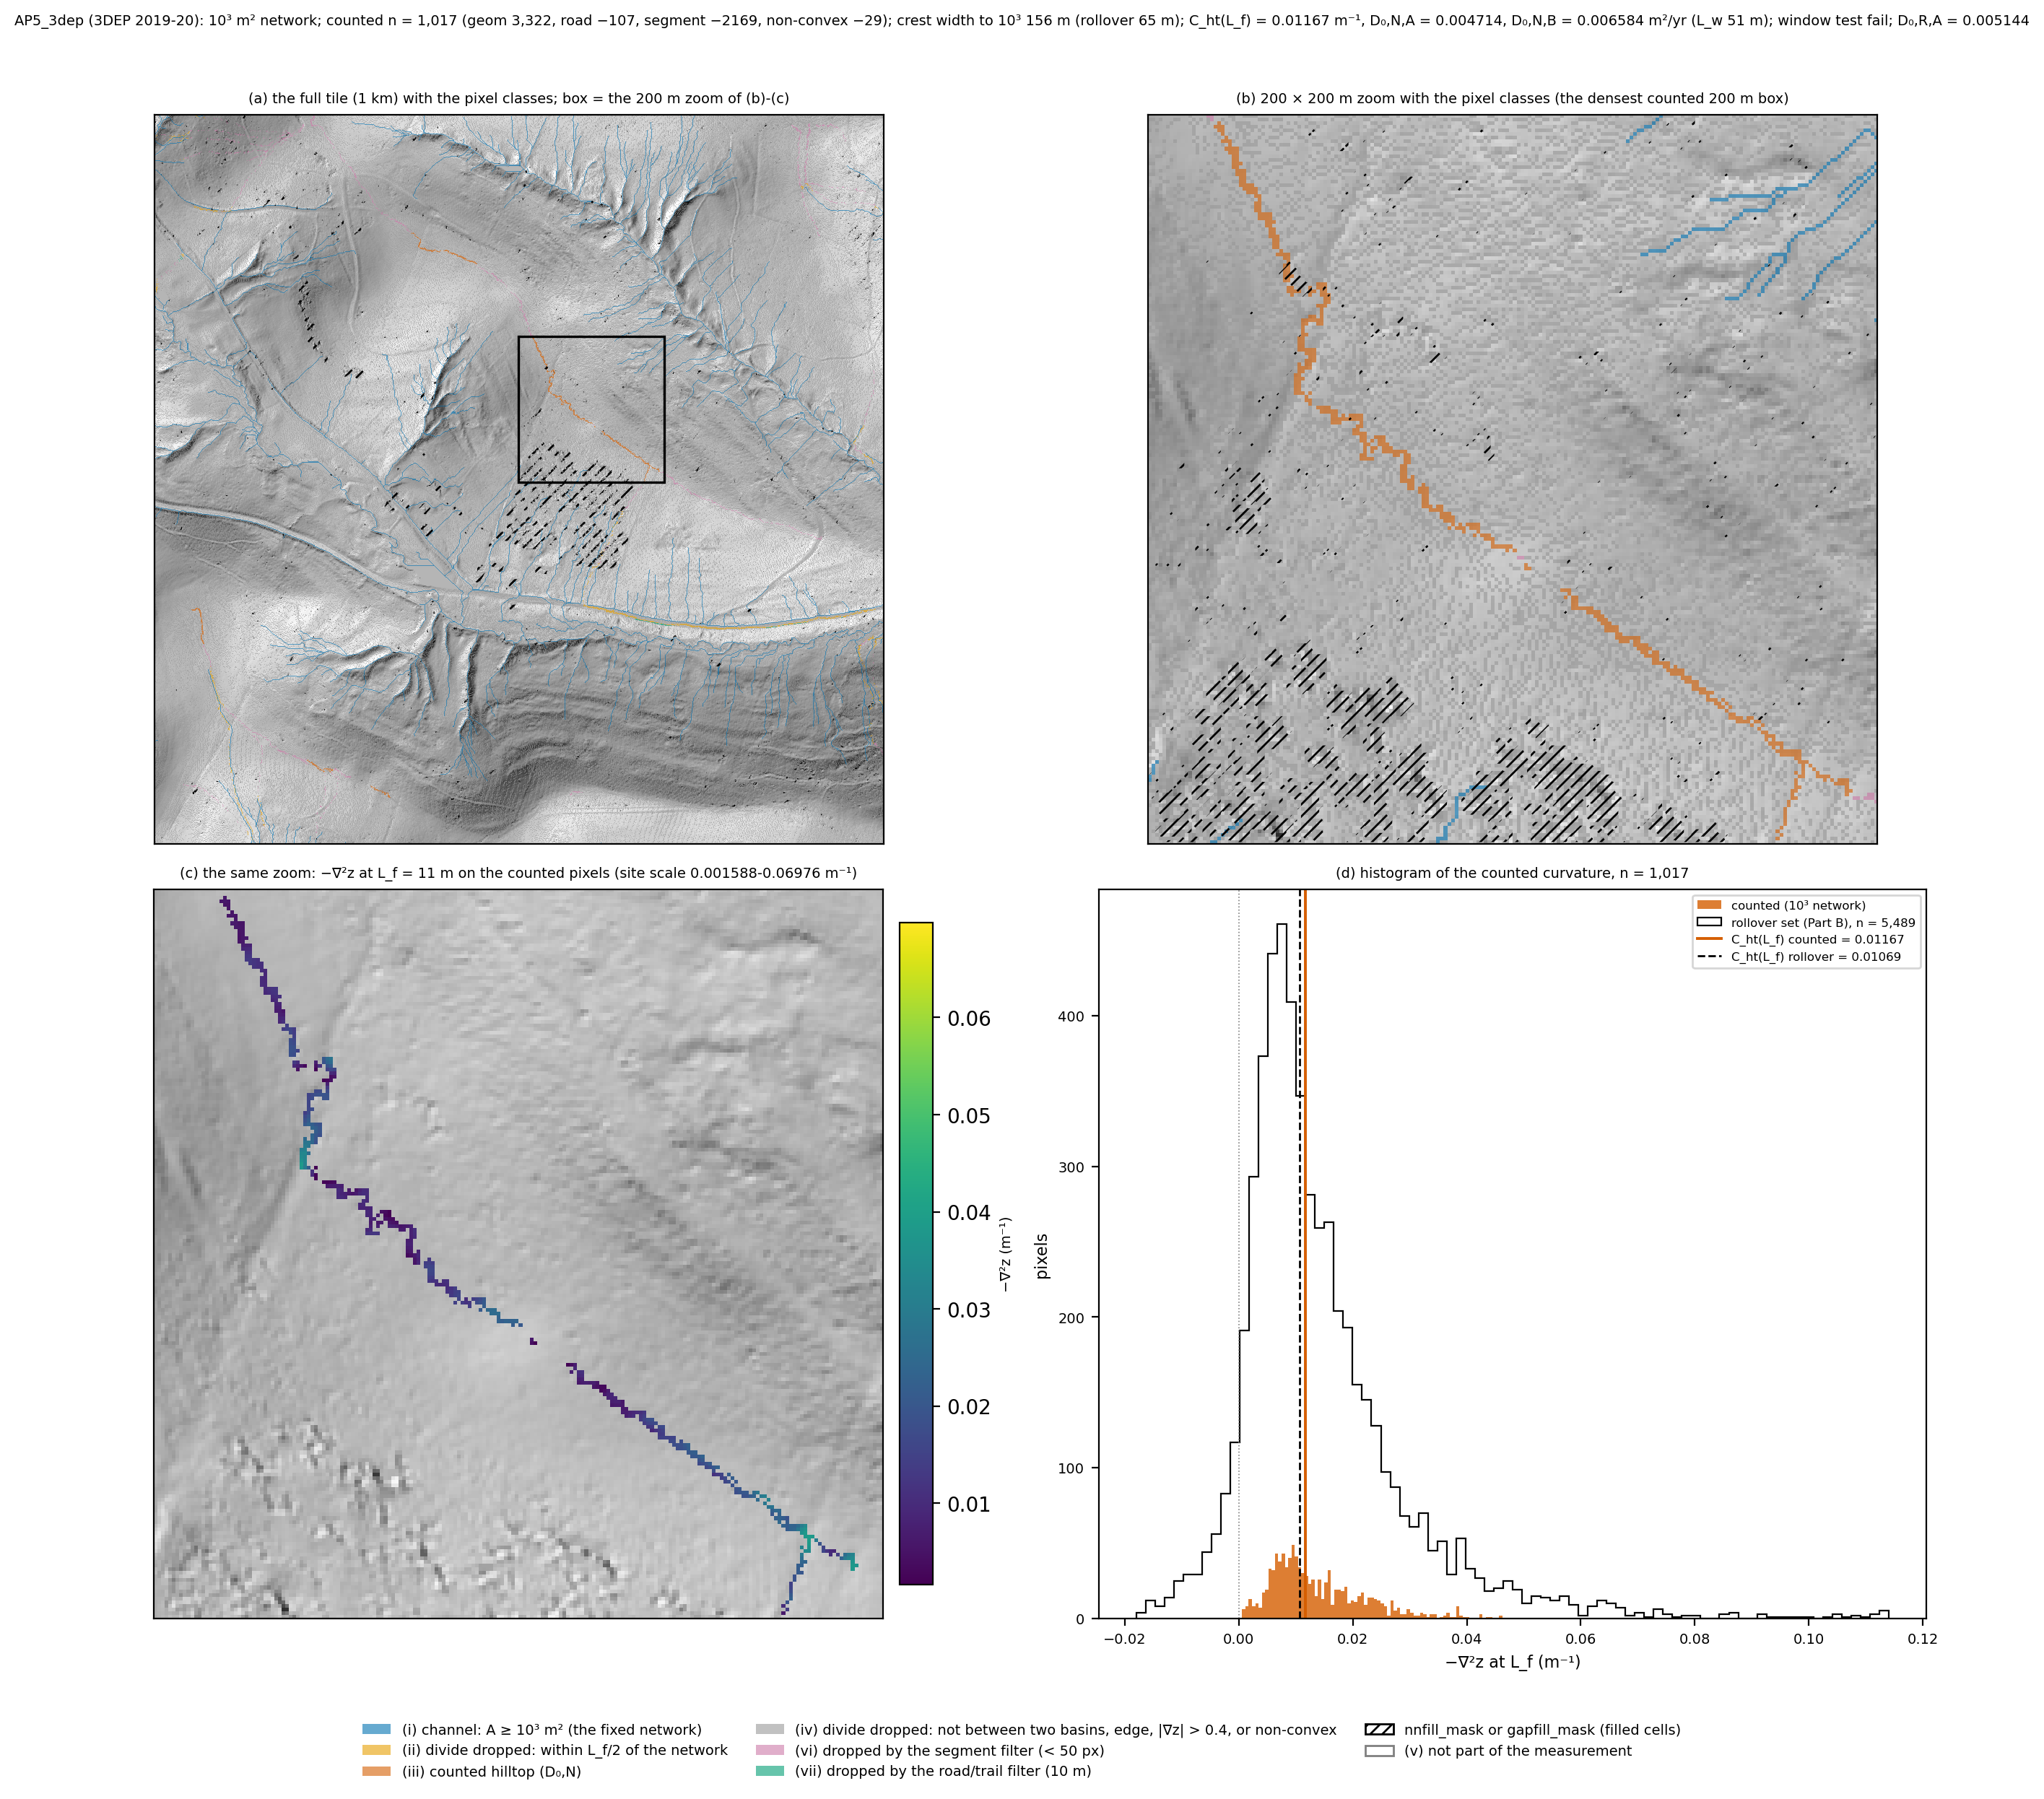 AP5_3dep (3DEP 2019-20): 10³ m² network; counted n = 1,017 (geom 3,322, road −107, segment −2169, non-convex −29); crest width to 10³ 156 m (rollover 65 m); C_ht(L_f) = 0.01167 m⁻¹, D₀,N,A = 0.004714, D₀,N,B = 0.006584 m²/yr (L_w 51 m); window test fail; D₀,R,A = 0.005144
(a) the full tile (1 km) with the pixel classes; box = the 200 m zoom of (b)-(c)
(b) 200 × 200 m zoom with the pixel classes (the densest counted 200 m box)
(c) the same zoom: −∇²z at L_f = 11 m on the counted pixels (site scale 0.001588-0.06976 m⁻¹)
0.06
0.05
0.04
0.03
0.02
0.01
−∇²z (m⁻¹)
(d) histogram of the counted curvature, n = 1,017
counted (10³ network)
rollover set (Part B), n = 5,489
C_ht(L_f) counted = 0.01167
C_ht(L_f) rollover = 0.01069
pixels
400
300
200
100
0
−0.02
0.00
0.02
0.04
0.06
0.08
0.10
0.12
−∇²z at L_f (m⁻¹)
(i) channel: A ≥ 10³ m² (the fixed network)
(ii) divide dropped: within L_f/2 of the network
(iii) counted hilltop (D₀,N)
(iv) divide dropped: not between two basins, edge, |∇z| > 0.4, or non-convex
(vi) dropped by the segment filter (< 50 px)
(vii) dropped by the road/trail filter (10 m)
nnfill_mask or gapfill_mask (filled cells)
(v) not part of the measurement